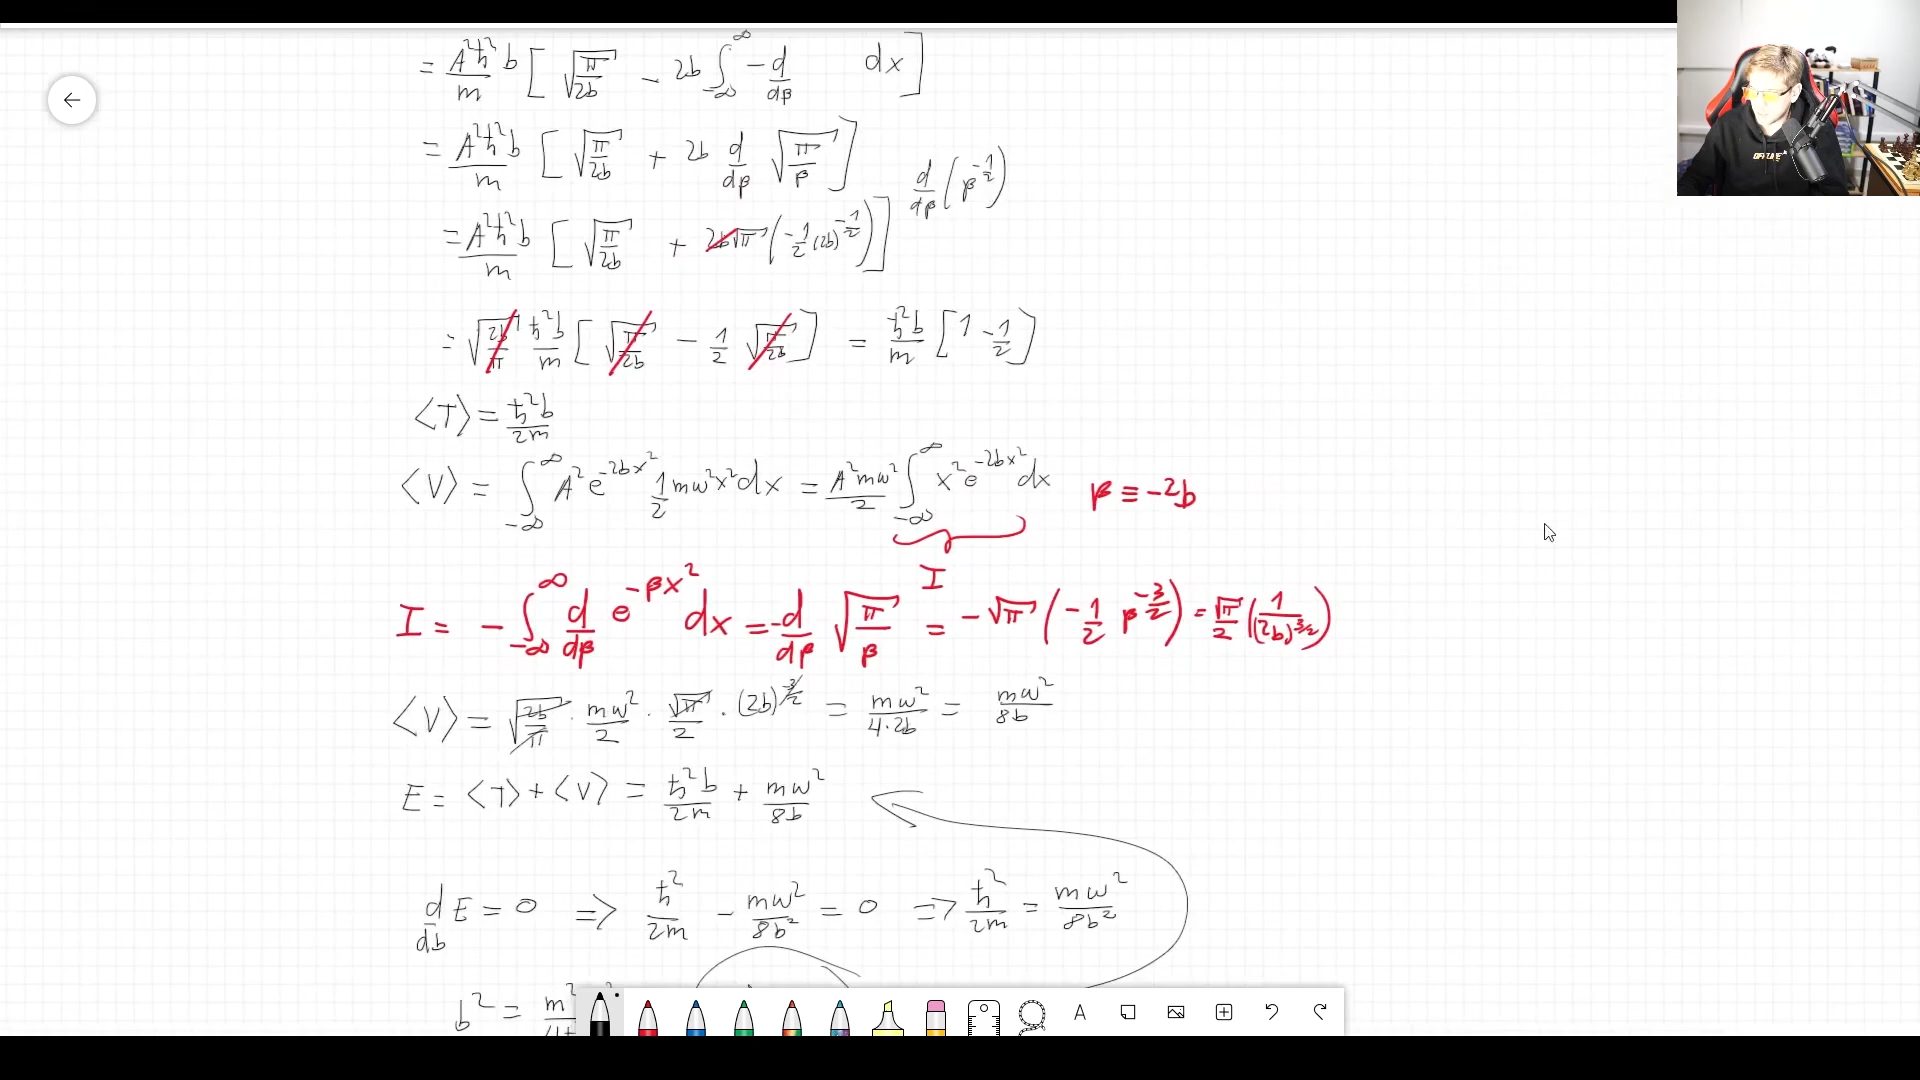 = A²ħ²b/m [ √(π/2b) - 2b ∫_{-∞}^{∞} -d/dβ dx ]
= A²ħ²b/m [ √(π/2b) + 2b d/dβ √(π/β) ]
d/dβ (β^{-1/2})
= A²ħ²b/m [ √(π/2b) + 2b√π (-1/2 (2b)^{-1/2}) ]
= √(2b/π) ħ²b/m [ √(π/2b) - 1/2 √(π/2b) ] = ħ²b/m [ 1 - 1/2 ]
⟨T⟩ = ħ²b/2m
⟨V⟩ = ∫_{-∞}^{∞} A² e^{-2bx²} 1/2 mω²x² dx = A²mω²/2 ∫_{-∞}^{∞} x² e^{-2bx²} dx β ≡ -2b
I
I = - ∫_{-∞}^{∞} d/dβ e^{-βx²} dx = -d/dβ √(π/β) = -√π (-1/2 β^{-3/2}) = √π/2 (1/(2b)^{3/2})
⟨V⟩ = √(2b/π) · mω²/2 · √π/2 · (2b)^{-3/2} = mω²/4·2b = mω²/8b
E = ⟨T⟩ + ⟨V⟩ = ħ²b/2m + mω²/8b
d/db E = 0 => ħ²/2m - mω²/8b² = 0 => ħ²/2m = mω²/8b²
b² = m²
A